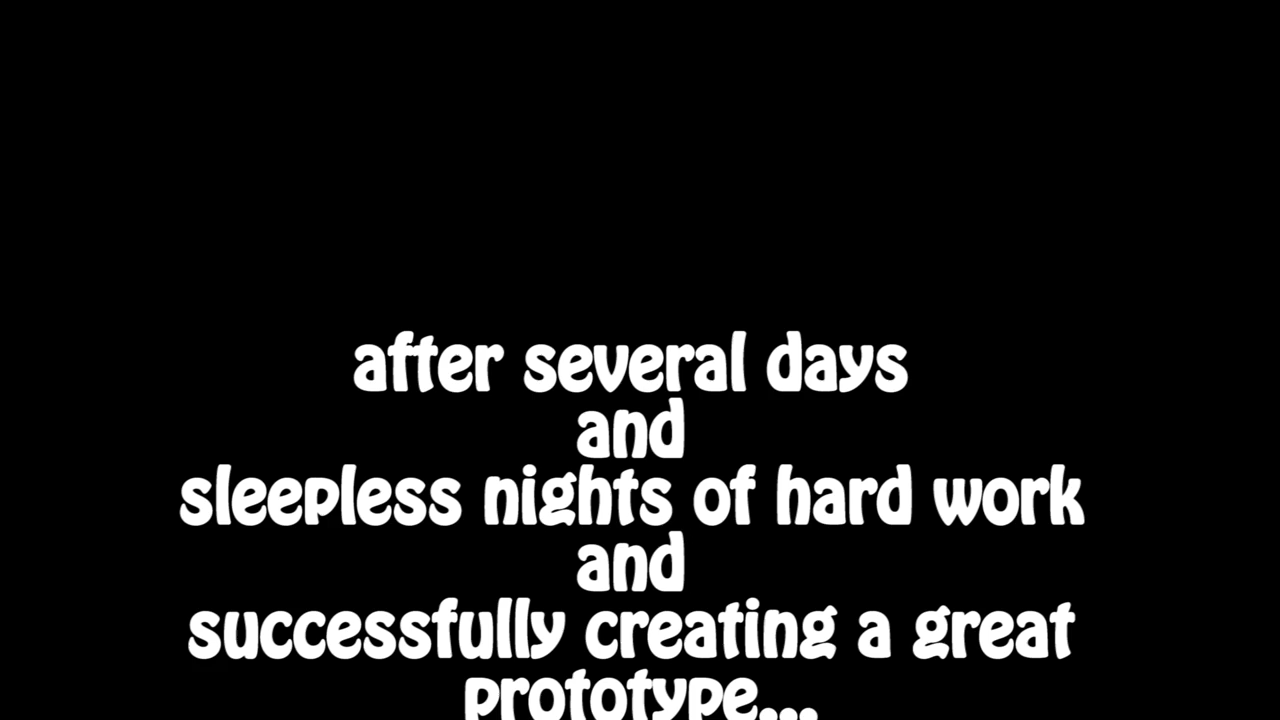 after several days
and
sleepless nights of hard work
and
successfully creating a great
prototype...